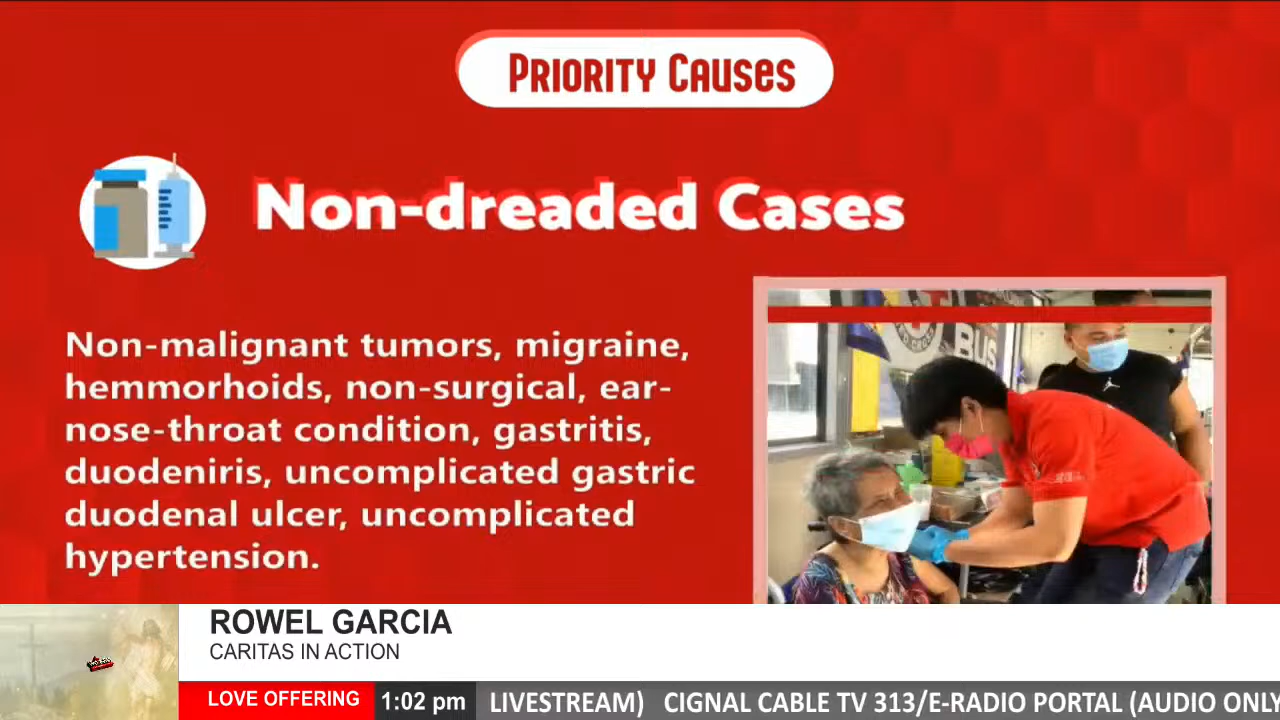 PRIORITY CAUSES
Non-dreaded Cases
Non-malignant tumors, migraine,
hemmorhoids, non-surgical, ear-
nose-throat condition, gastritis,
duodeniris, uncomplicated gastric
duodenal ulcer, uncomplicated
hypertension.
BUS
ROWEL GARCIA
CARITAS IN ACTION
LOVE OFFERING 1:02 pm LIVESTREAM) CIGNAL CABLE TV 313/E-RADIO PORTAL (AUDIO ONLY